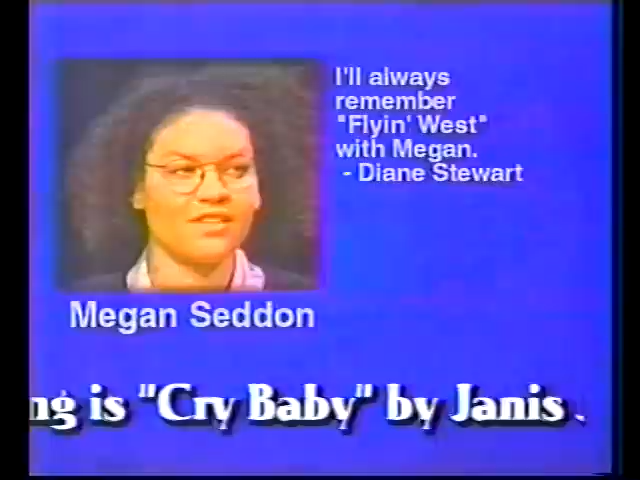 I'll always
remember
"Flyin' West"
with Megan.
- Diane Stewart
Megan Seddon
is "Cry Baby" by Janis